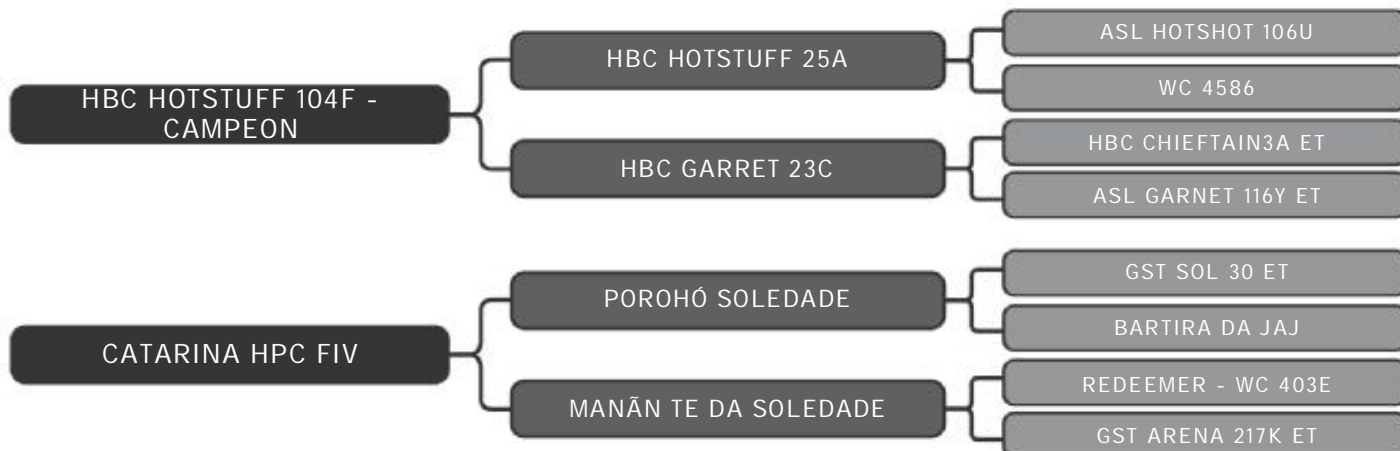 HBC HOTSTUFF 104F -
CAMPEON
HBC HOTSTUFF 25A
ASL HOTSHOT 106U
WC 4586
HBC GARRET 23C
HBC CHIEFTAIN3A ET
ASL GARNET 116Y ET
CATARINA HPC FIV
POROHÓ SOLEDADE
GST SOL 30 ET
BARTIRA DA JAJ
MANÃN TE DA SOLEDADE
REDEEMER - WC 403E
GST ARENA 217K ET